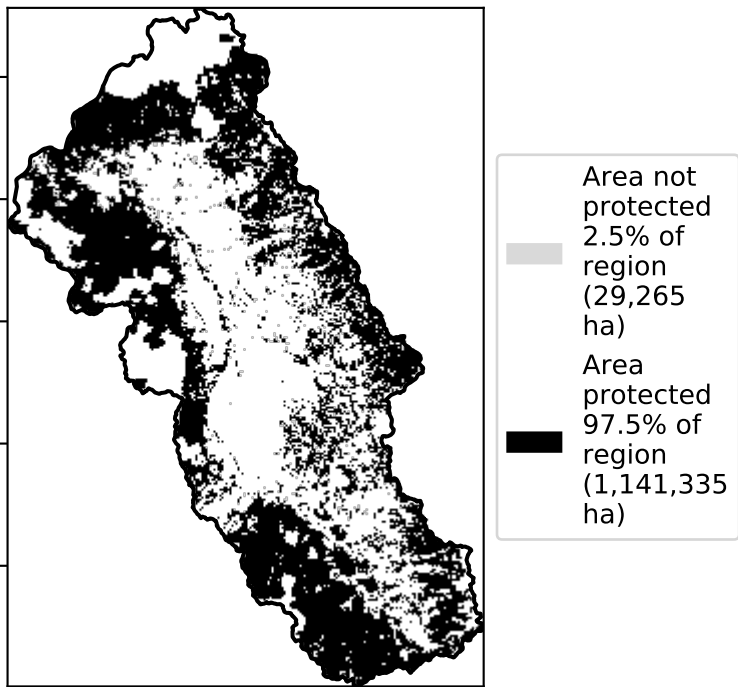 Area not
protected
2.5% of
region
(29,265
ha)
Area
protected
97.5% of
region
(1,141,335
ha)